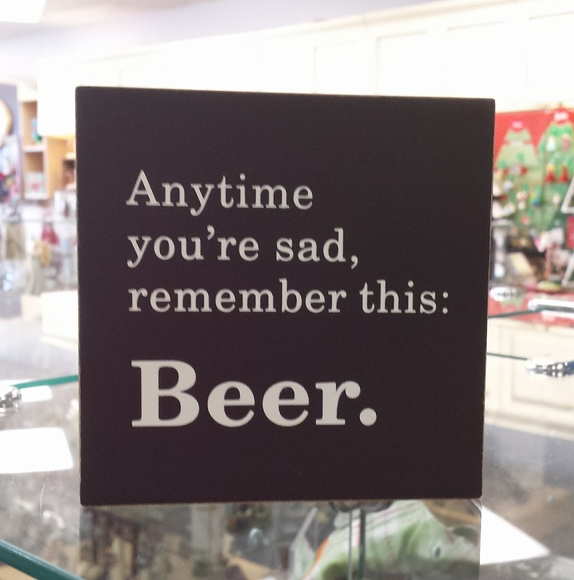 Anytime
you're sad,
remember this:
Beer.